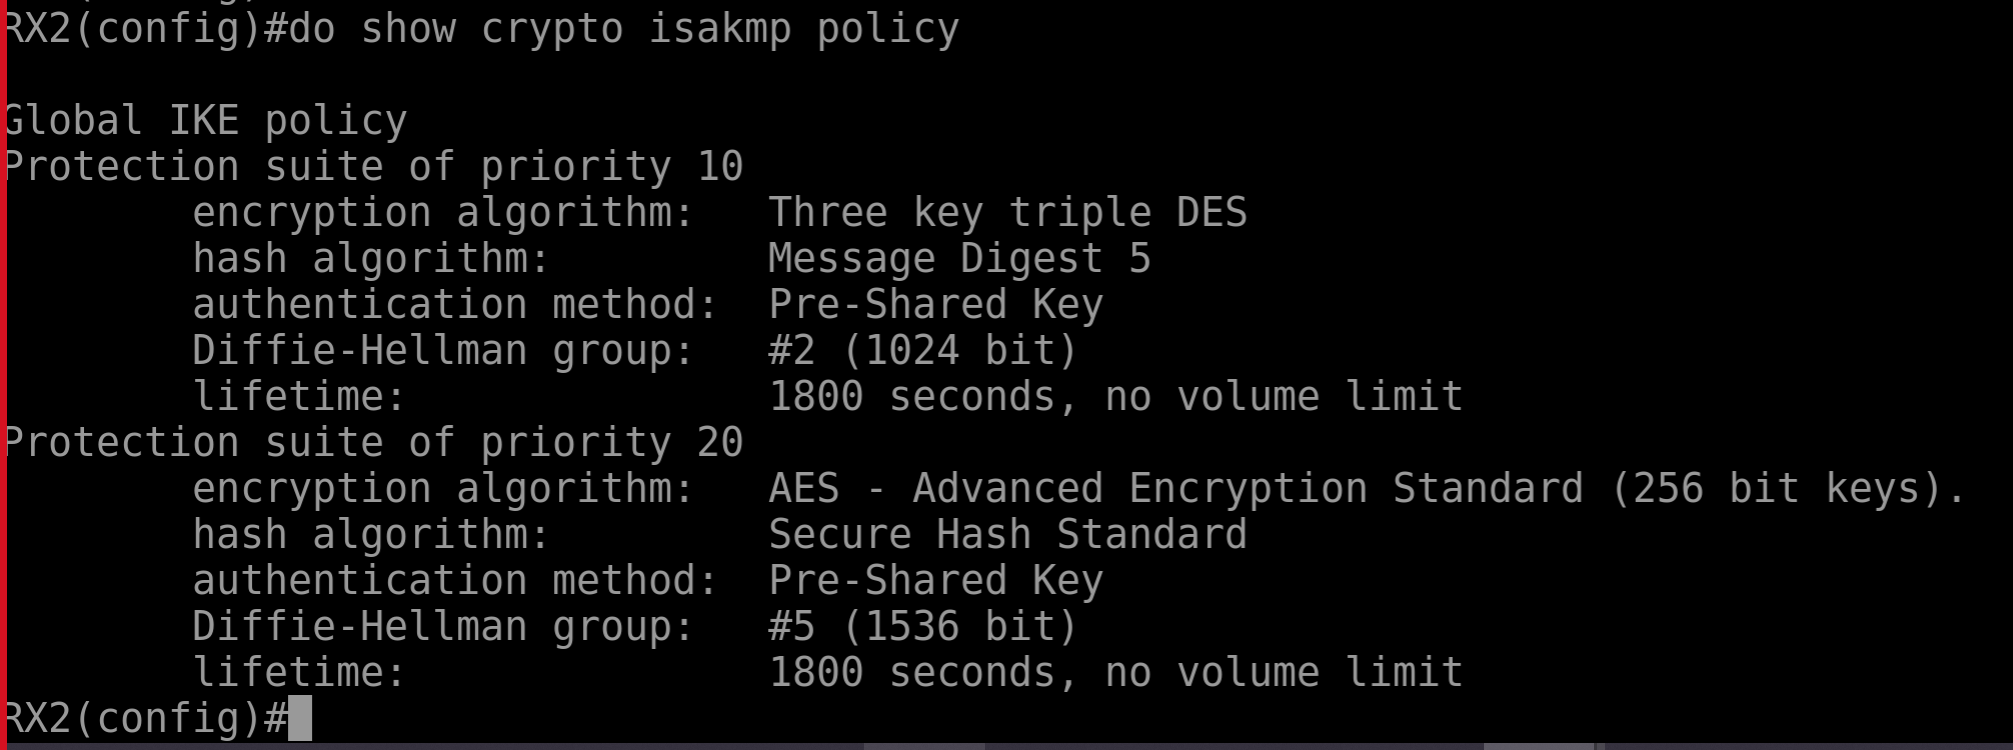 RX2(config)#do show crypto isakmp policy
Global IKE policy
Protection suite of priority 10
encryption algorithm: Three key triple DES
hash algorithm: Message Digest 5
authentication method: Pre-Shared Key
Diffie-Hellman group: #2 (1024 bit)
lifetime: 1800 seconds, no volume limit
Protection suite of priority 20
encryption algorithm: AES - Advanced Encryption Standard (256 bit keys).
hash algorithm: Secure Hash Standard
authentication method: Pre-Shared Key
Diffie-Hellman group: #5 (1536 bit)
lifetime: 1800 seconds, no volume limit
RX2(config)#